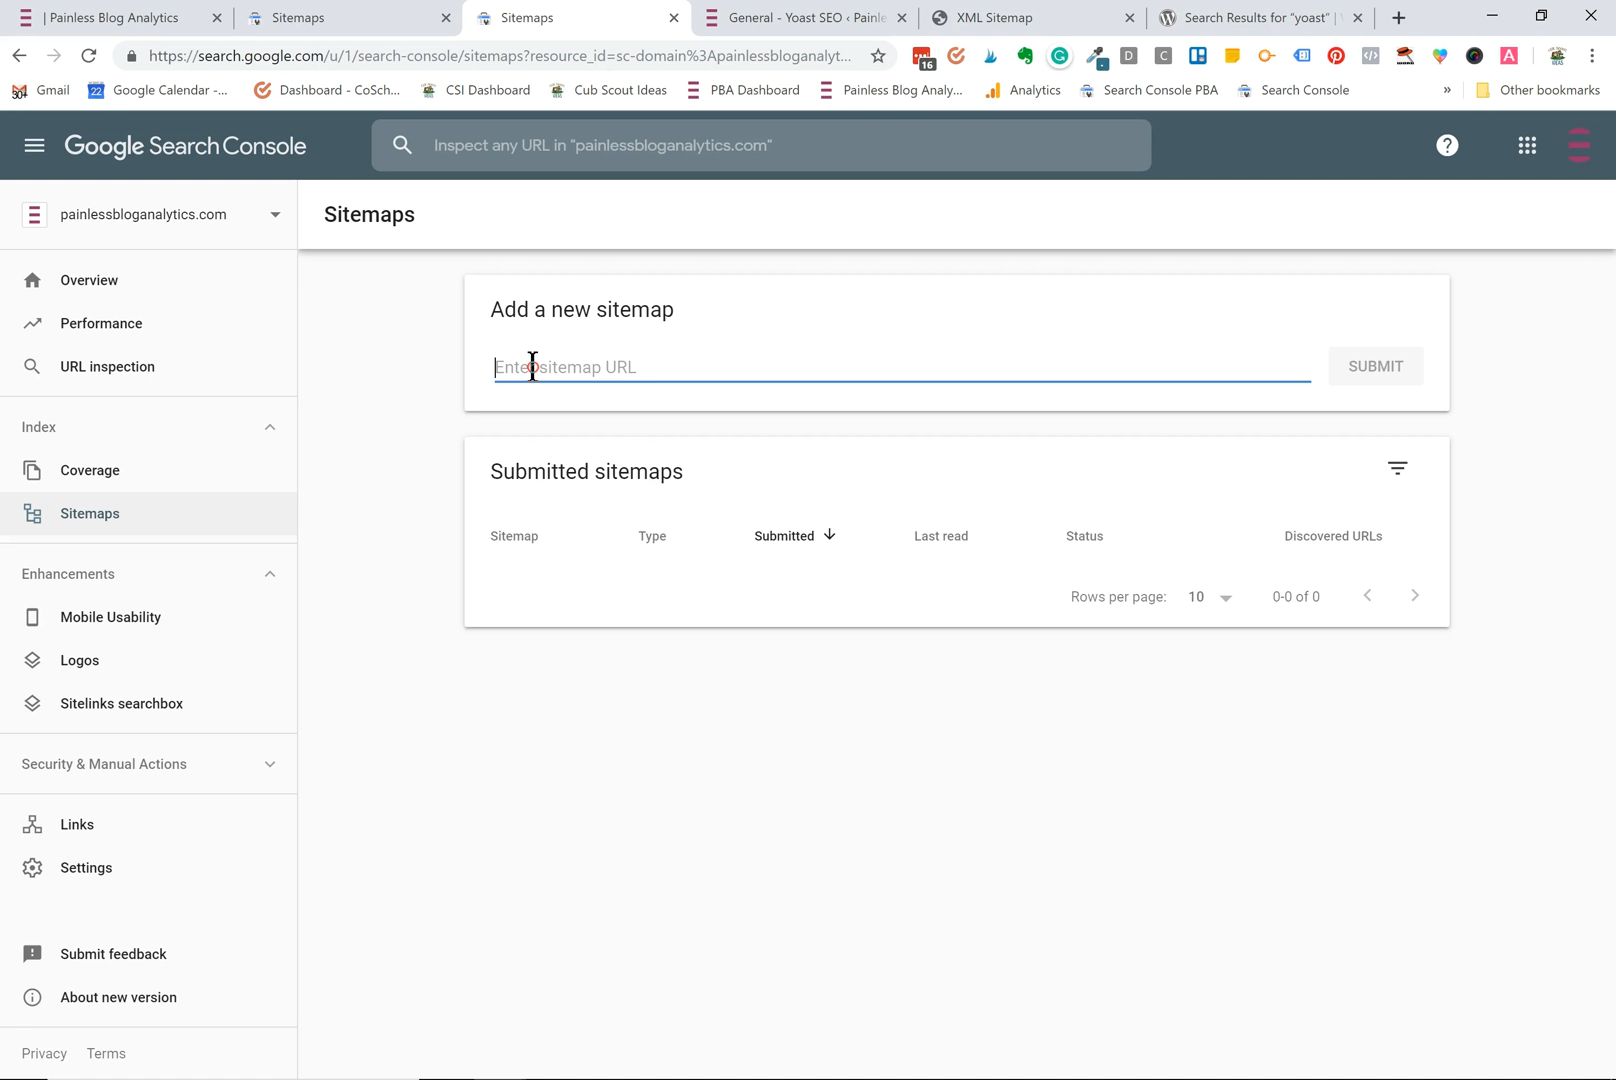 | Painless Blog Analytics
Sitemaps
Sitemaps
General - Yoast SEO ‹ Painle
XML Sitemap
Search Results for “yoast” |
https://search.google.com/u/1/search-console/sitemaps?resource_id=sc-domain%3Apainlessbloganalyt...
16
D
C
A
30+
Gmail
22
Google Calendar -...
Dashboard - CoSch...
CSI Dashboard
Cub Scout Ideas
PBA Dashboard
Painless Blog Analy...
Analytics
Search Console PBA
Search Console
»
Other bookmarks
Google Search Console
Inspect any URL in "painlessbloganalytics.com"
painlessbloganalytics.com
Sitemaps
Overview
Performance
URL inspection
Index
Coverage
Sitemaps
Enhancements
Mobile Usability
Logos
Sitelinks searchbox
Security & Manual Actions
Links
Settings
Submit feedback
About new version
Privacy Terms
Add a new sitemap
Enter sitemap URL
SUBMIT
Submitted sitemaps
Sitemap Type Submitted Last read Status Discovered URLs
Rows per page: 10 0-0 of 0